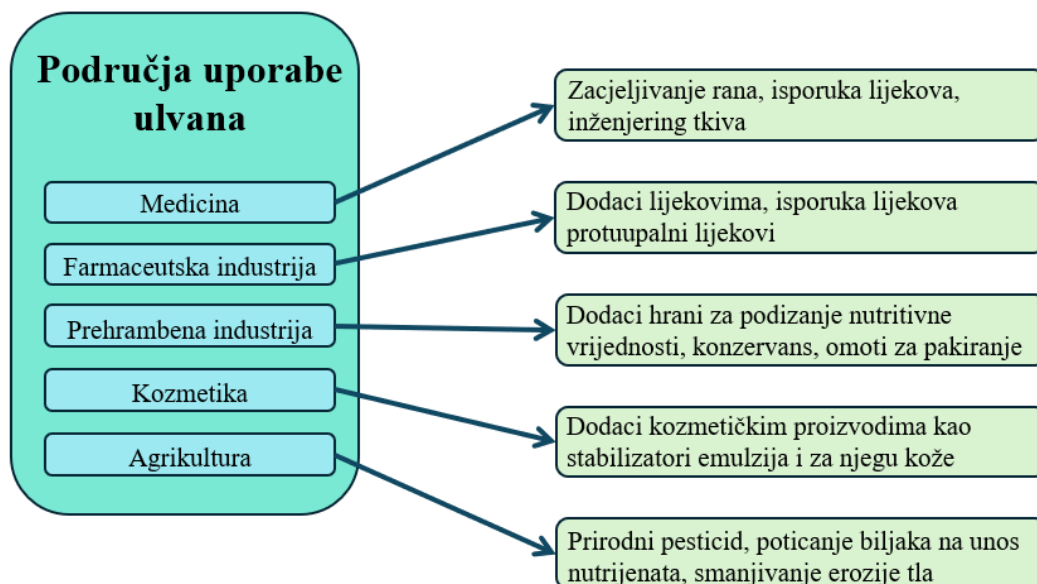 Područja uporabe
ulvana
Medicina
Farmaceutska industrija
Prehrambena industrija
Kozmetika
Agrikultura
Zacjeljivanje rana, isporuka lijekova,
inženjering tkiva
Dodaci lijekovima, isporuka lijekova
protuupalni lijekovi
Dodaci hrani za podizanje nutritivne
vrijednosti, konzervans, omoti za pakiranje
Dodaci kozmetičkim proizvodima kao
stabilizatori emulzija i za njegu kože
Prirodni pesticid, poticanje biljaka na unos
nutrijenata, smanjivanje erozije tla